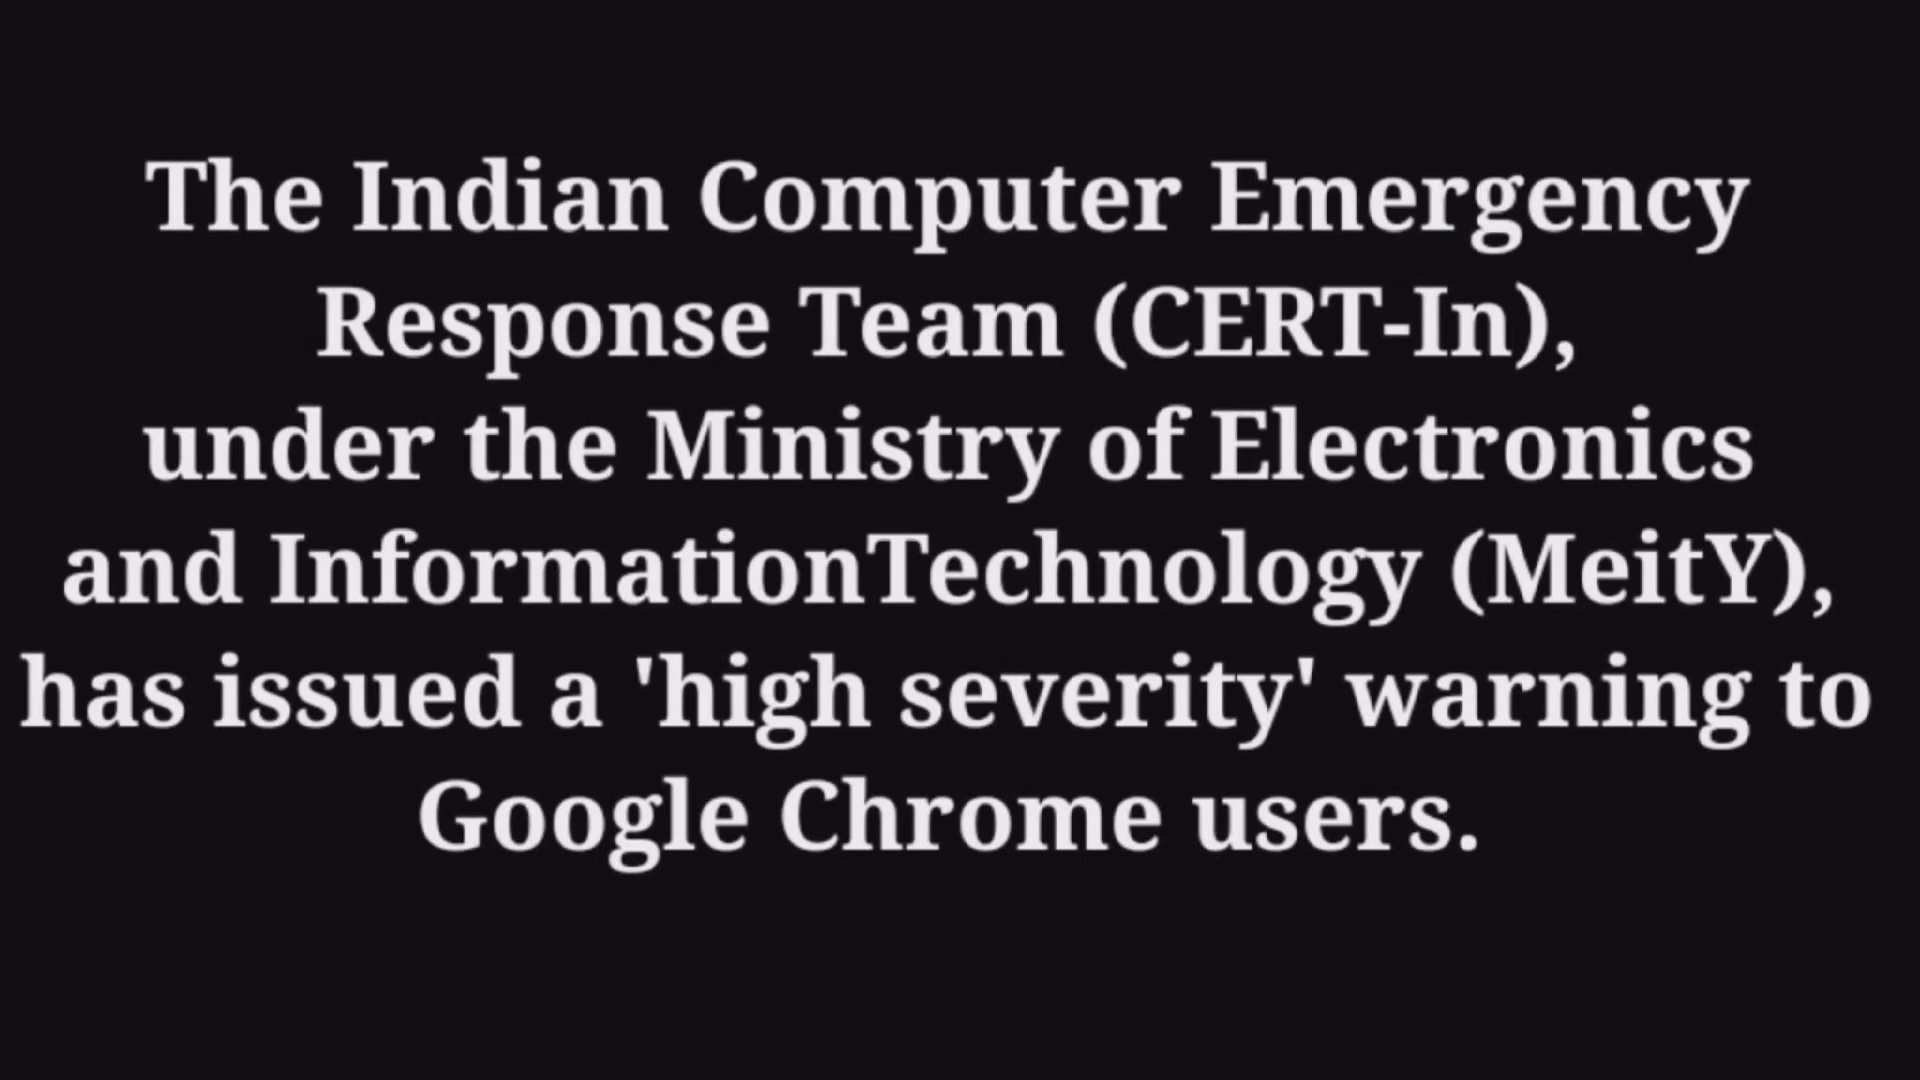 The Indian Computer Emergency
Response Team (CERT-In),
under the Ministry of Electronics
and InformationTechnology (MeitY),
has issued a 'high severity' warning to
Google Chrome users.